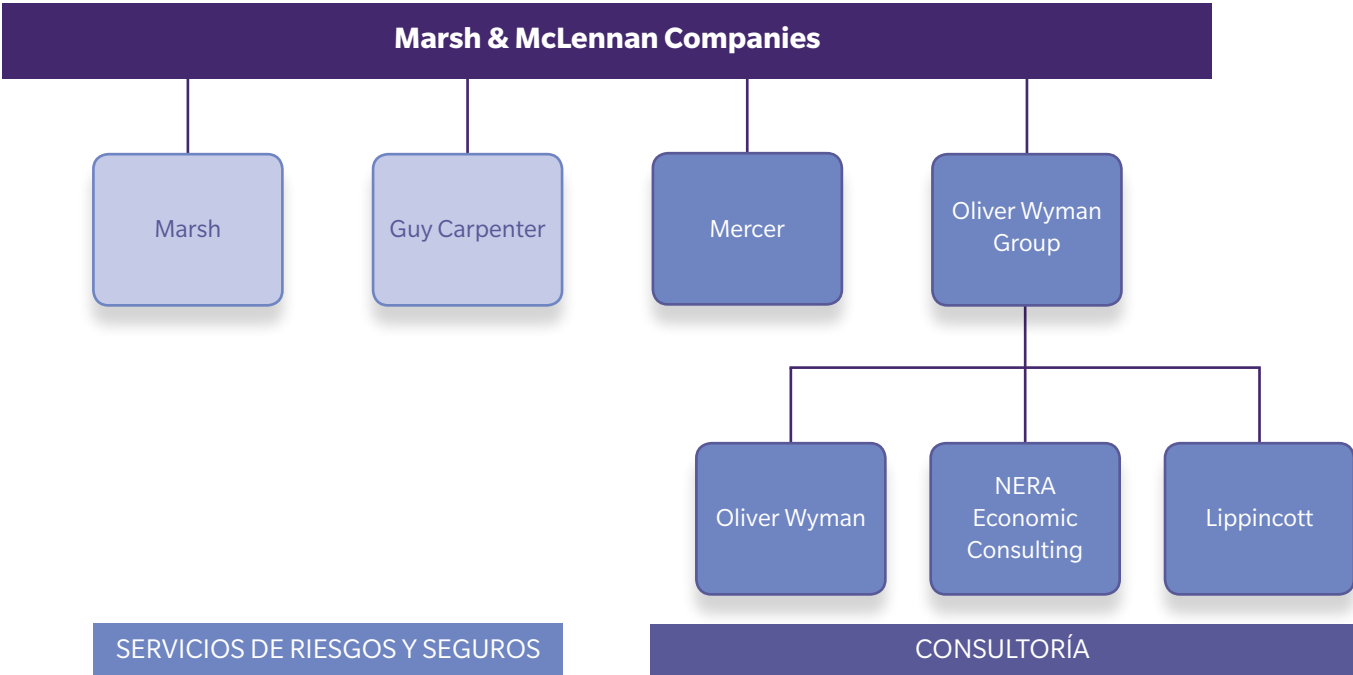 Marsh & McLennan Companies
Marsh
Guy Carpenter
Mercer
Oliver Wyman
Group
Oliver Wyman
NERA
Economic
Consulting
Lippincott
SERVICIOS DE RIESGOS Y SEGUROS
CONSULTORÍA